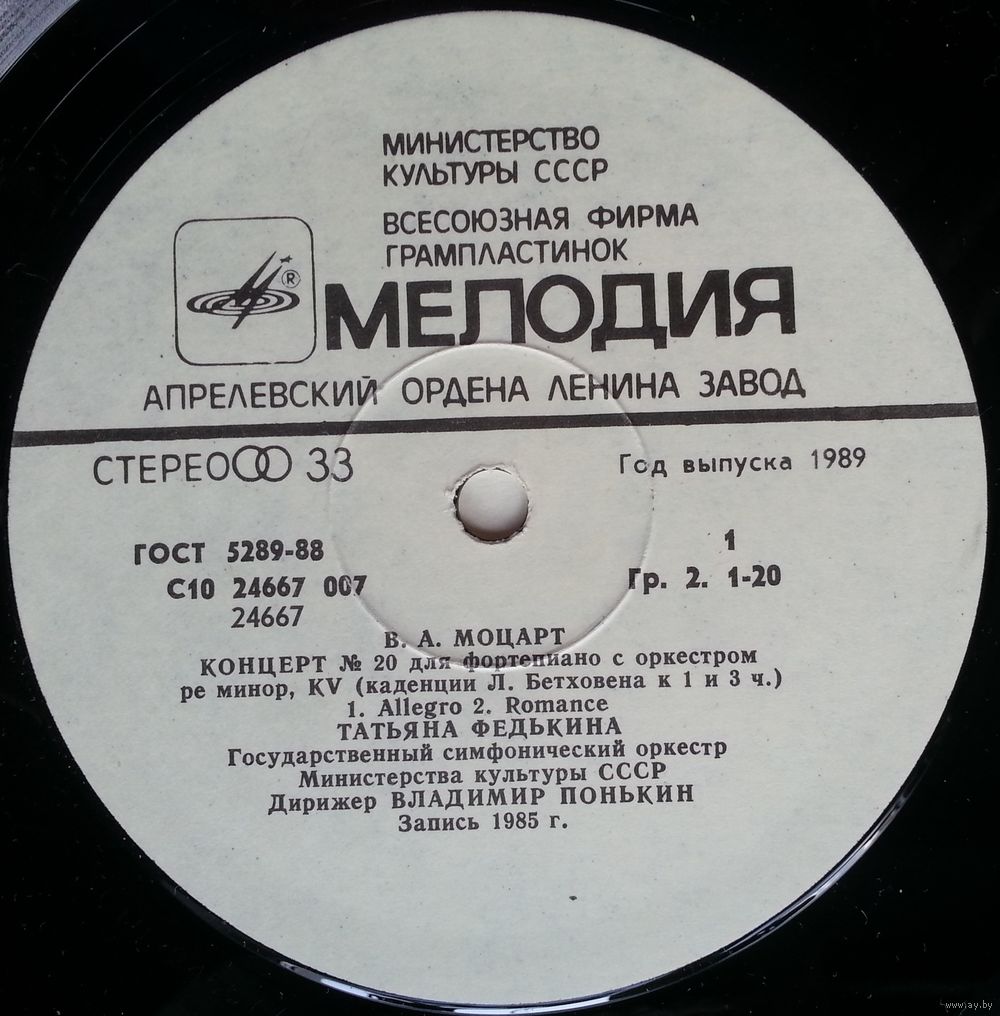 МИНИСТЕРСТВО
КУЛЬТУРЫ СССР
ВСЕСОЮЗНАЯ ФИРМА
ГРАМПЛАСТИНОК
®
МЕЛОДИЯ
АПРЕЛЕВСКИЙ ОРДЕНА ЛЕНИНА ЗАВОД
СТЕРЕО 33
Год выпуска 1989
ГОСТ 5289-88
1
С10 24667 007
Гр. 2. 1-20
24667
В. А. МОЦАРТ
КОНЦЕРТ № 20 для фортепиано с оркестром
ре минор, KV (каденции Л. Бетховена к 1 и 3 ч.)
1. Allegro 2. Romance
ТАТЬЯНА ФЕДЬКИНА
Государственный симфонический оркестр
Министерства культуры СССР
Дирижер ВЛАДИМИР ПОНЬКИН
Запись 1985 г.
www.ay.by